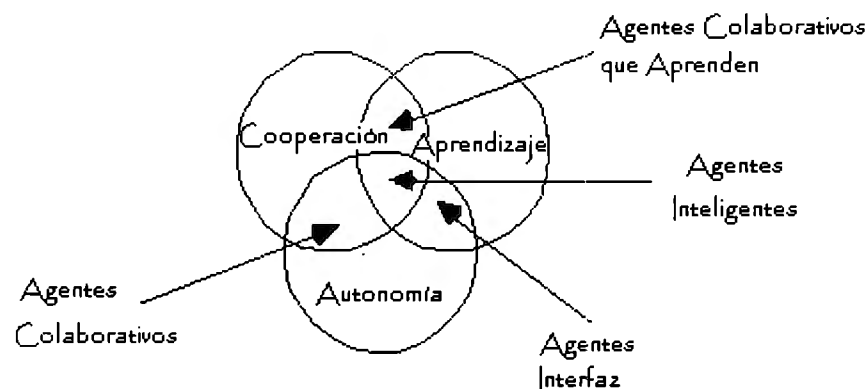 Agentes Colaborativos
que Aprenden
Cooperación
Aprendizaje
Agentes
Inteligentes
Autonomía
Agentes
Colaborativos
Agentes
Interfaz